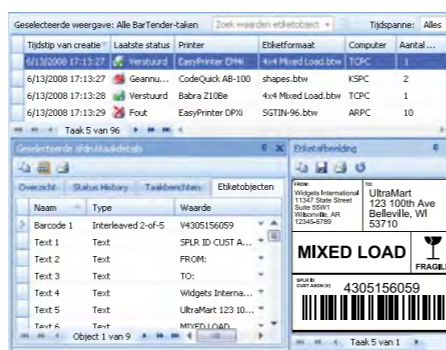 Geselecteerde weergave: Alle BarTender-taken Zoek waarden etiketobject Tijdspanne: Alles
Tijdstip van creatie Laatste status Printer Etiketformaat Computer Aantal ...
6/13/2008 17:13:27 Verstuurd EasyPrinter 4x4 Mixed Load.btw TCPC 1
6/13/2008 17:13:27 Geannu... CodeQuick AB-100 shapes.btw KSPC 2
6/13/2008 17:13:28 Verstuurd Babra Z10Be 4x4 Mixed Load.btw TCPC 1
6/13/2008 17:13:29 Fout EasyPrinter DPXi SGTIN-96.btw ARPC 10
Taak 5 van 96
Geselecteerde afdruktaakdetails
Overzicht Status History Taakberichten Etiketobjecten
Naam Type Waarde
Barcode 1 Interleaved 2-of-5 V4305156059
Text 1 Text SPLR ID CUST A...
Text 2 Text FROM:
Text 3 Text TO:
Text 4 Text Widgets Interna...
Text 5 Text UltraMart 123 10...
Text 6 Text MIXED LOAD
Object 1 van 9
Etiketafbeelding
FROM:
Widgets International
11347 State Street
Suite 55W1
Wilsonville, AR
12345-6789
TO:
UltraMart
123 100th Ave
Belleville, WI
53710
MIXED LOAD
FRAGILE
SPLR ID
CUST ASGN (V)
4305156059
Taak 5 van 1